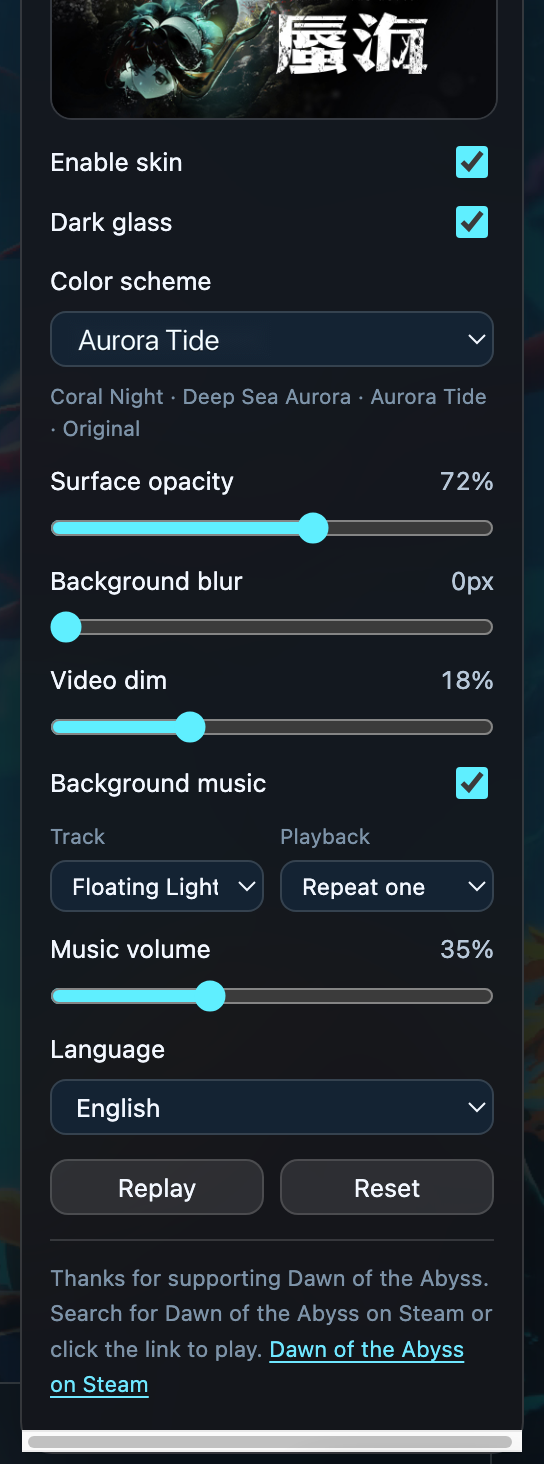 蜃海
Enable skin
Dark glass
Color scheme
Aurora Tide
Coral Night · Deep Sea Aurora · Aurora Tide
· Original
Surface opacity 72%
Background blur 0px
Video dim 18%
Background music
Track Playback
Floating Light Repeat one
Music volume 35%
Language
English
Replay Reset
Thanks for supporting Dawn of the Abyss.
Search for Dawn of the Abyss on Steam or
click the link to play. Dawn of the Abyss
on Steam